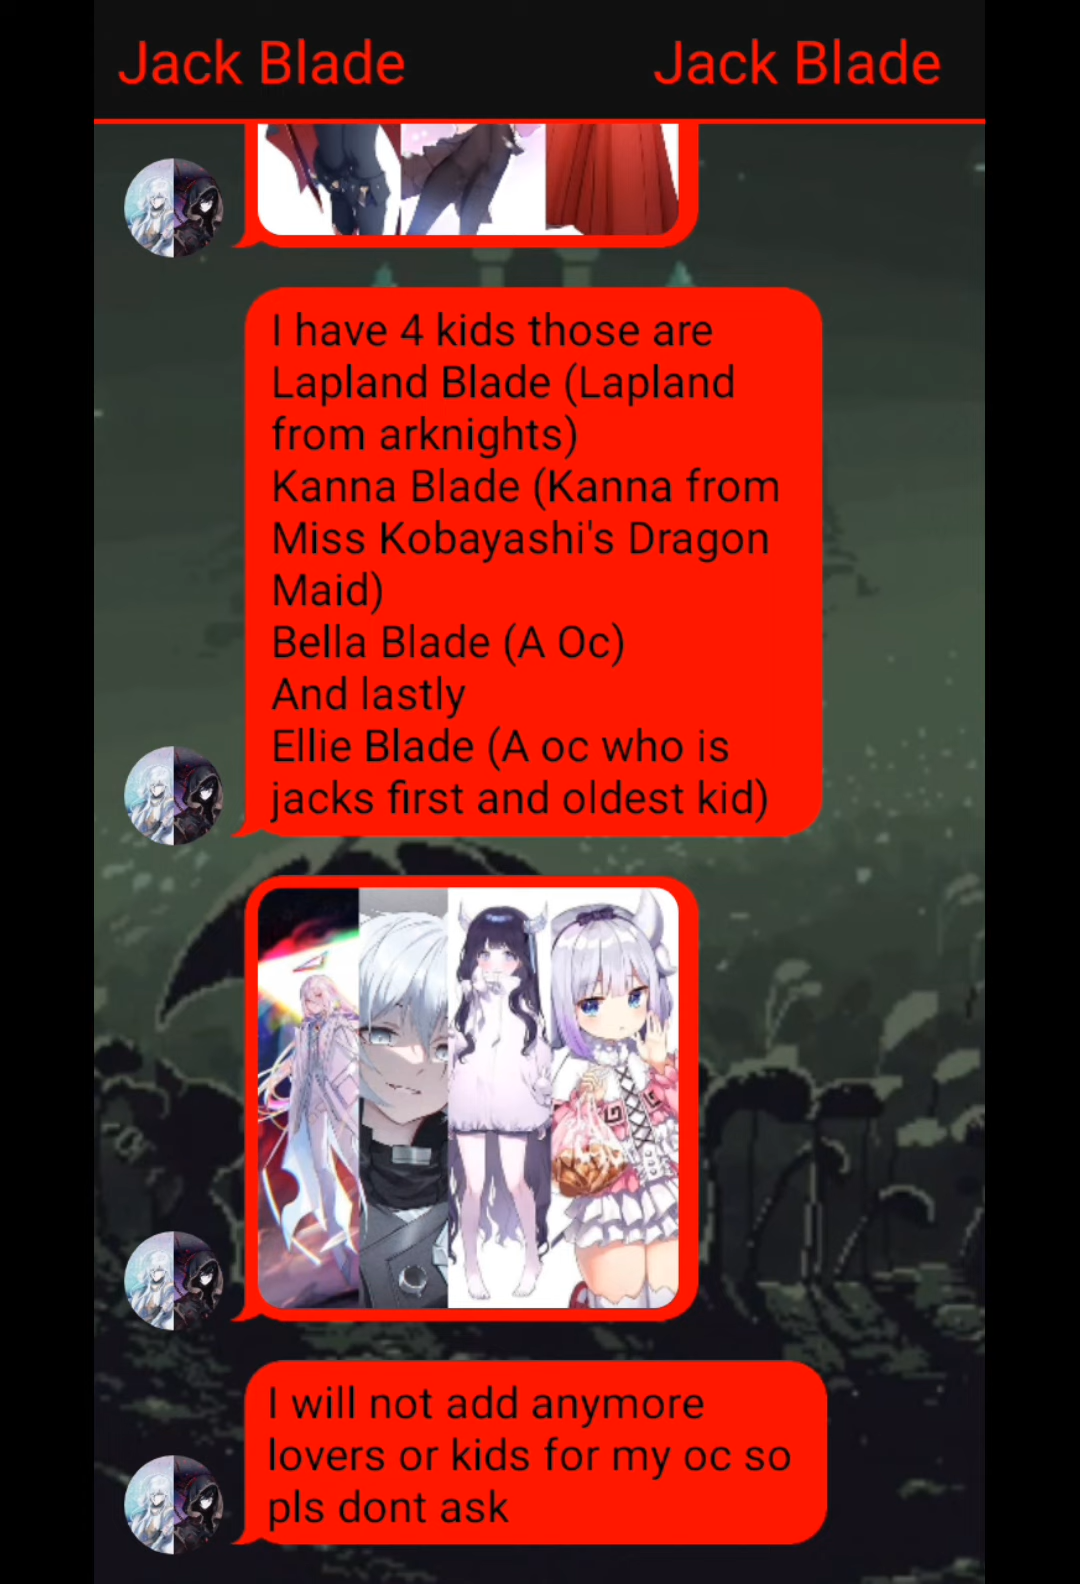 Jack Blade Jack Blade
I have 4 kids those are
Lapland Blade (Lapland
from arknights)
Kanna Blade (Kanna from
Miss Kobayashi's Dragon
Maid)
Bella Blade (A Oc)
And lastly
Ellie Blade (A oc who is
jacks first and oldest kid)
I will not add anymore
lovers or kids for my oc so
pls dont ask